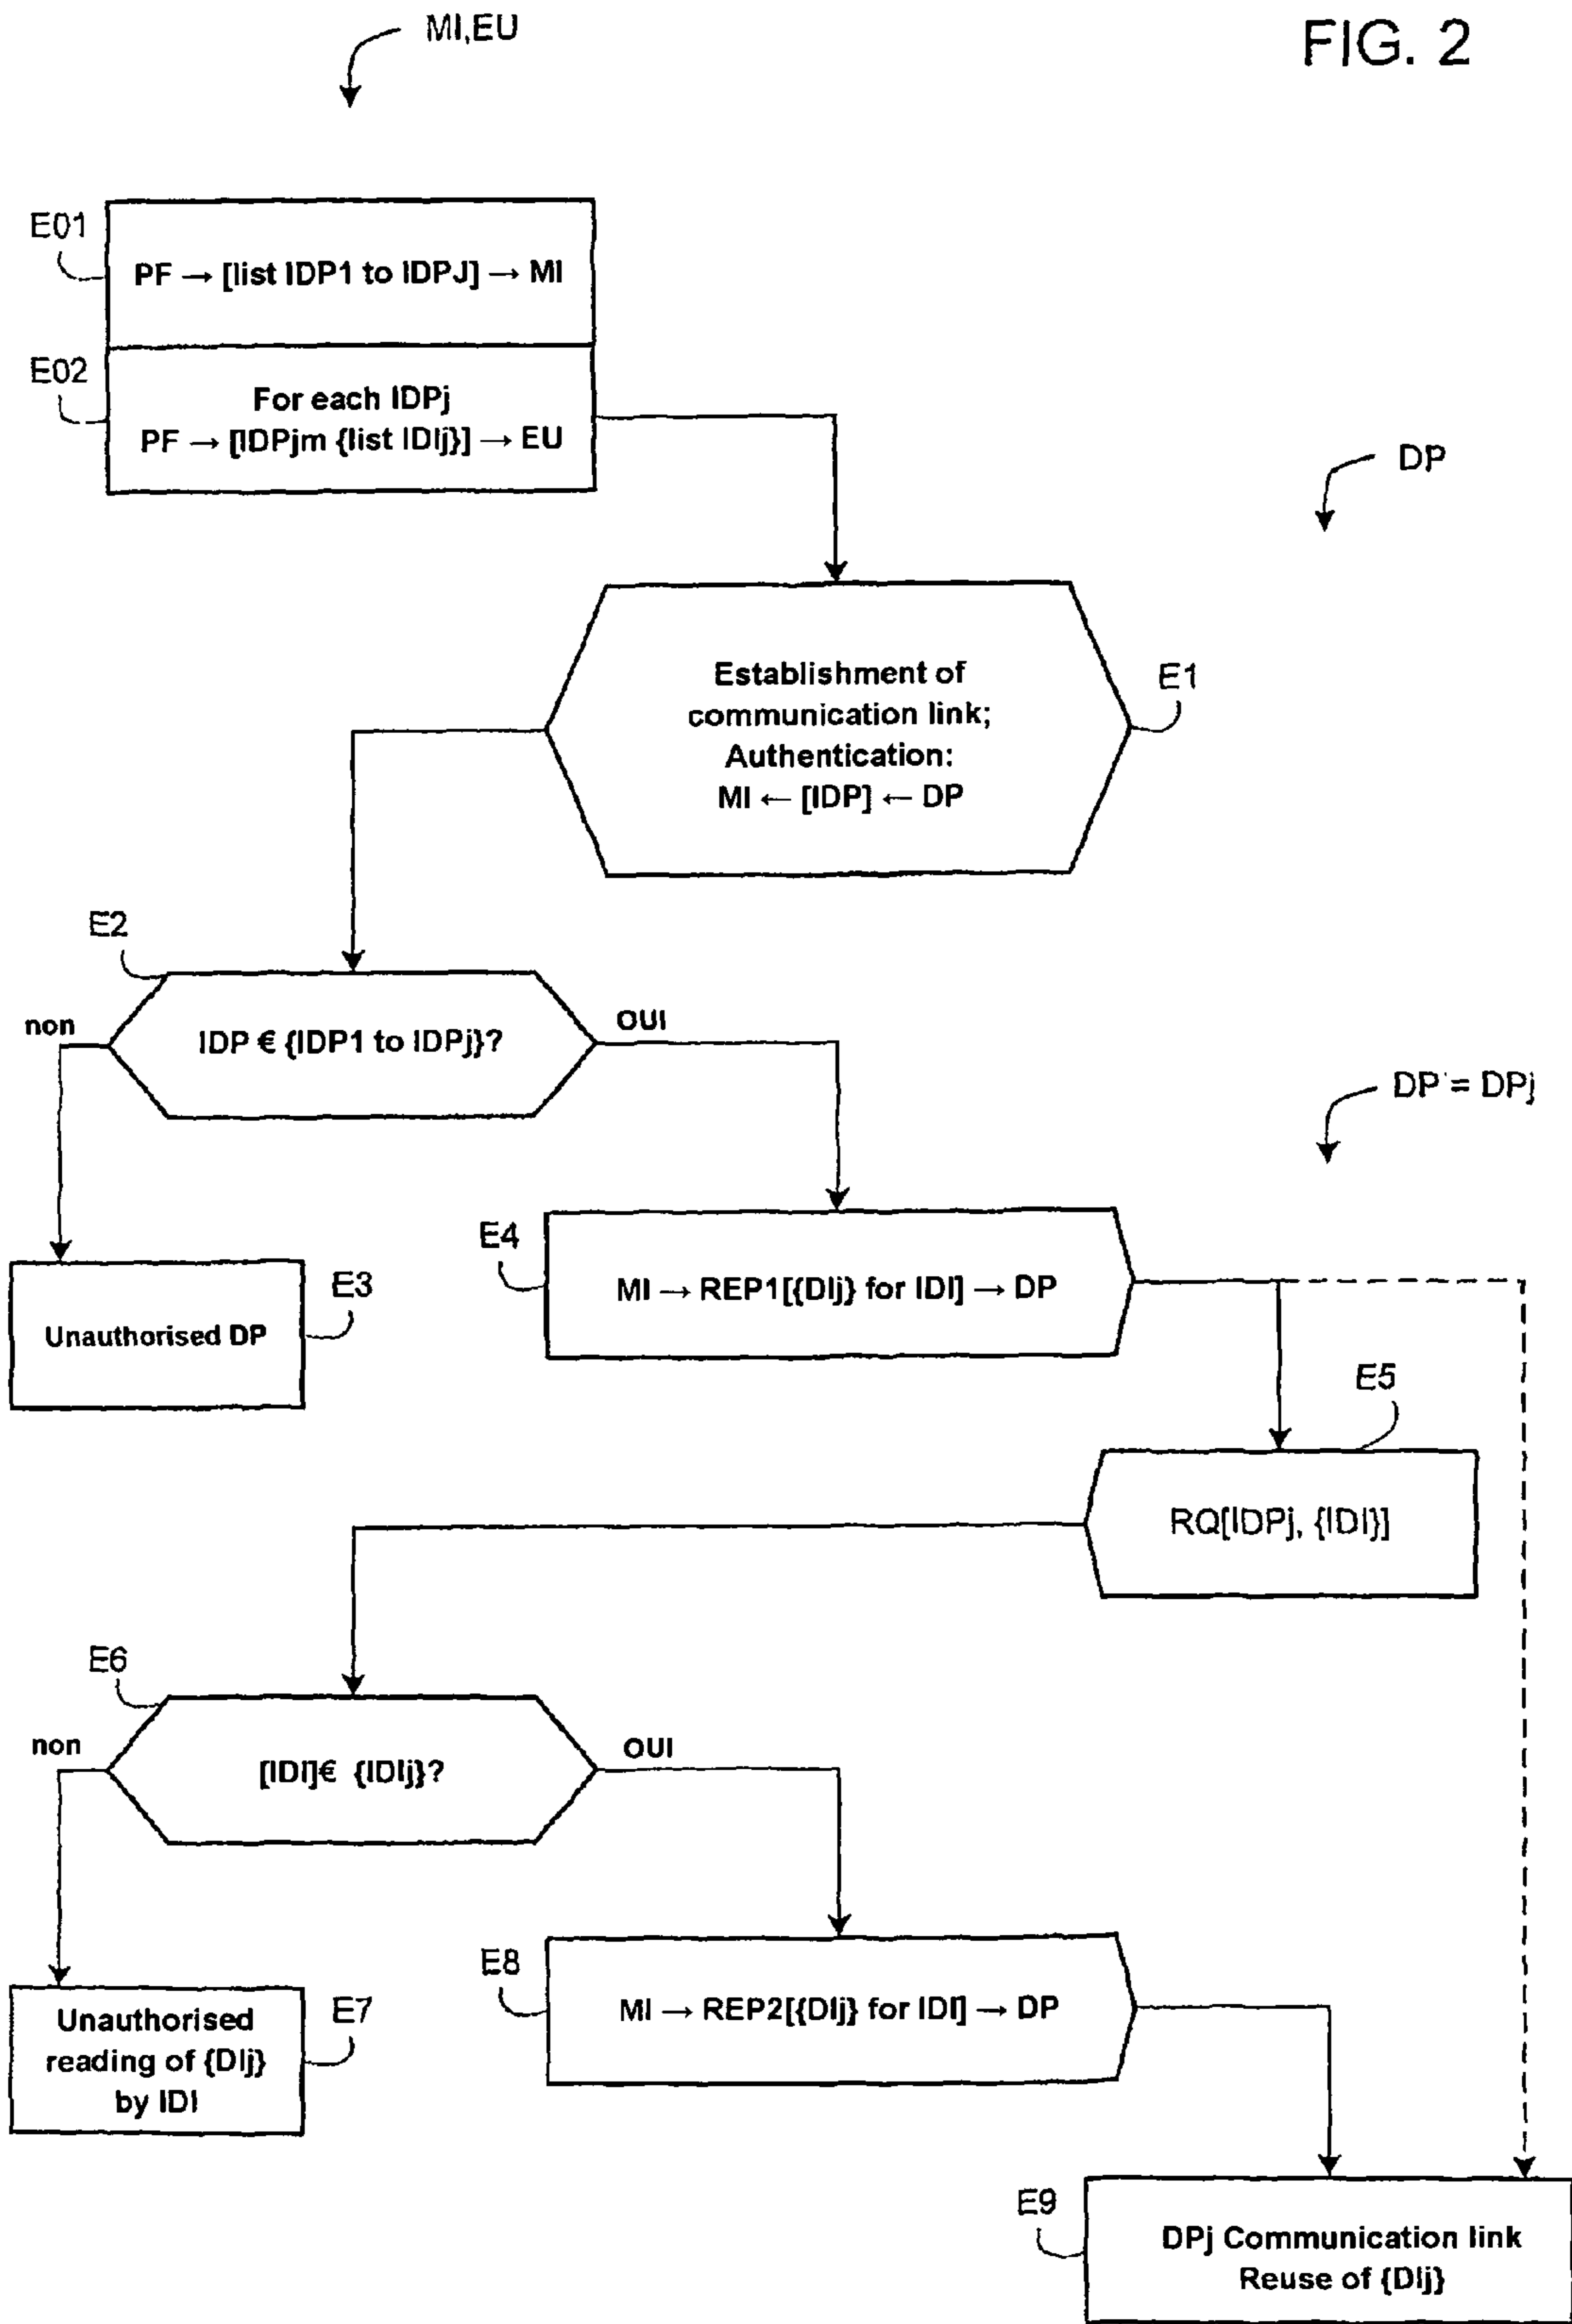 MI,EU
FIG. 2
E01
PF → [list IDP1 to IDPJ] → MI
E02
For each IDPj
PF → [IDPjm {list IDIj}] → EU
DP
Establishment of
communication link;
Authentication:
MI ← [IDP] ← DP
E1
E2
non
IDP € {IDP1 to IDPj}?
OUI
DP = DPj
E4
MI → REP1[{DIj} for IDI] → DP
Unauthorised DP
E3
E5
RQ[IDPj, {IDI}]
E6
non
[IDI]€ {IDIj}?
OUI
E8
MI → REP2[{DIj} for IDI] → DP
Unauthorised
reading of {DIj}
by IDI
E7
E9
DPj Communication link
Reuse of {DIj}